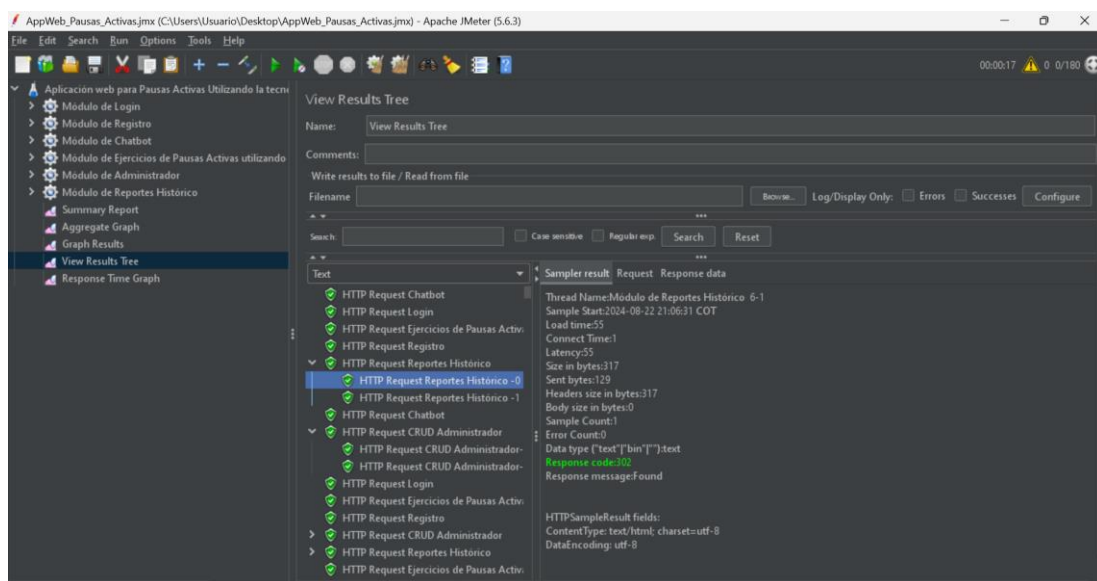 AppWeb_Pausas_Activas.jmx (C:\Users\Usuario\Desktop\AppWeb_Pausas_Activas.jmx) - Apache JMeter (5.6.3)
File Edit Search Run Options Tools Help
00:00:17 0 0/180
Aplicación web para Pausas Activas Utilizando la tecn
Módulo de Login
Módulo de Registro
Módulo de Chatbot
Módulo de Ejercicios de Pausas Activas utilizando
Módulo de Administrador
Módulo de Reportes Histórico
Summary Report
Aggregate Graph
Graph Results
View Results Tree
Response Time Graph
View Results Tree
Name: View Results Tree
Comments:
Write results to file / Read from file
Filename Browse... Log/Display Only: Errors Successes Configure
Search: Case sensitive Regular exp. Search Reset
Text
HTTP Request Chatbot
HTTP Request Login
HTTP Request Ejercicios de Pausas Activ
HTTP Request Registro
HTTP Request Reportes Histórico
HTTP Request Reportes Histórico -0
HTTP Request Reportes Histórico -1
HTTP Request Chatbot
HTTP Request CRUD Administrador
HTTP Request CRUD Administrador-
HTTP Request CRUD Administrador-
HTTP Request Login
HTTP Request Ejercicios de Pausas Activ
HTTP Request Registro
HTTP Request CRUD Administrador
HTTP Request Reportes Histórico
HTTP Request Ejercicios de Pausas Activ
Sampler result Request Response data
Thread Name:Módulo de Reportes Histórico 6-1
Sample Start:2024-08-22 21:06:31 COT
Load time:55
Connect Time:1
Latency:55
Size in bytes:317
Sent bytes:129
Headers size in bytes:317
Body size in bytes:0
Sample Count:1
Error Count:0
Data type ("text"|"bin"|""):text
Response code:302
Response message:Found
HTTPSampleResult fields:
ContentType: text/html; charset=utf-8
DataEncoding: utf-8